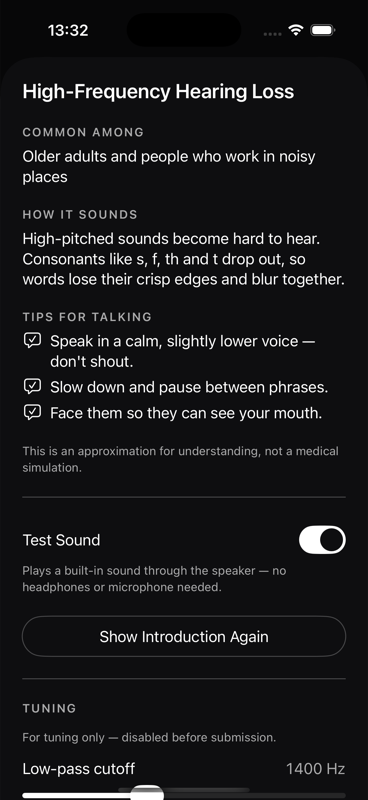 13:32
High-Frequency Hearing Loss
COMMON AMONG
Older adults and people who work in noisy
places
HOW IT SOUNDS
High-pitched sounds become hard to hear.
Consonants like s, f, th and t drop out, so
words lose their crisp edges and blur together.
TIPS FOR TALKING
Speak in a calm, slightly lower voice —
don't shout.
Slow down and pause between phrases.
Face them so they can see your mouth.
This is an approximation for understanding, not a medical
simulation.
Test Sound
Plays a built-in sound through the speaker — no
headphones or microphone needed.
Show Introduction Again
TUNING
For tuning only — disabled before submission.
Low-pass cutoff 1400 Hz